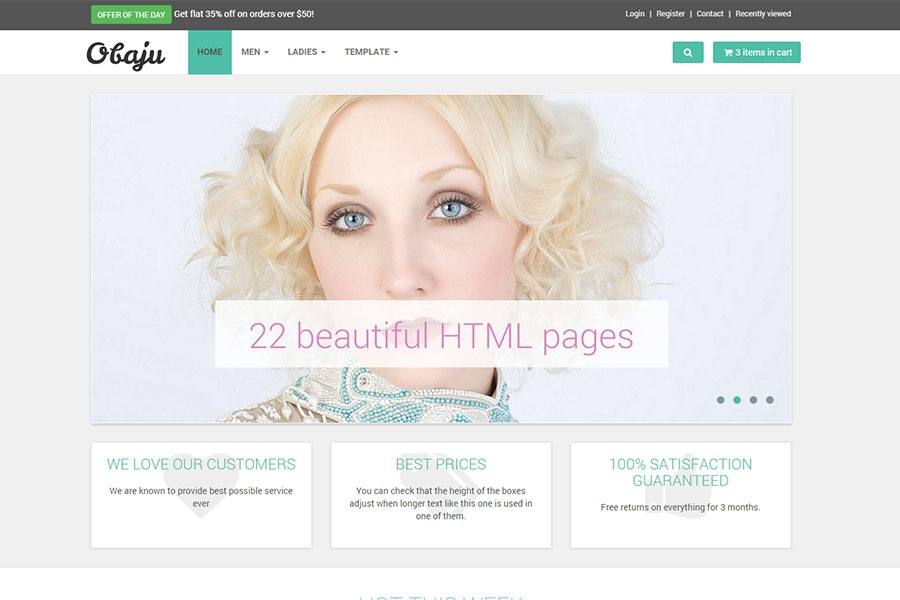 OFFER OF THE DAY Get flat 35% off on orders over $50!
Login | Register | Contact | Recently viewed
Obaju
HOME MEN LADIES TEMPLATE
3 items in cart
22 beautiful HTML pages
WE LOVE OUR CUSTOMERS
We are known to provide best possible service
ever
BEST PRICES
You can check that the height of the boxes
adjust when longer text like this one is used in
one of them.
100% SATISFACTION
GUARANTEED
Free returns on everything for 3 months.
HOT THIS WEEK